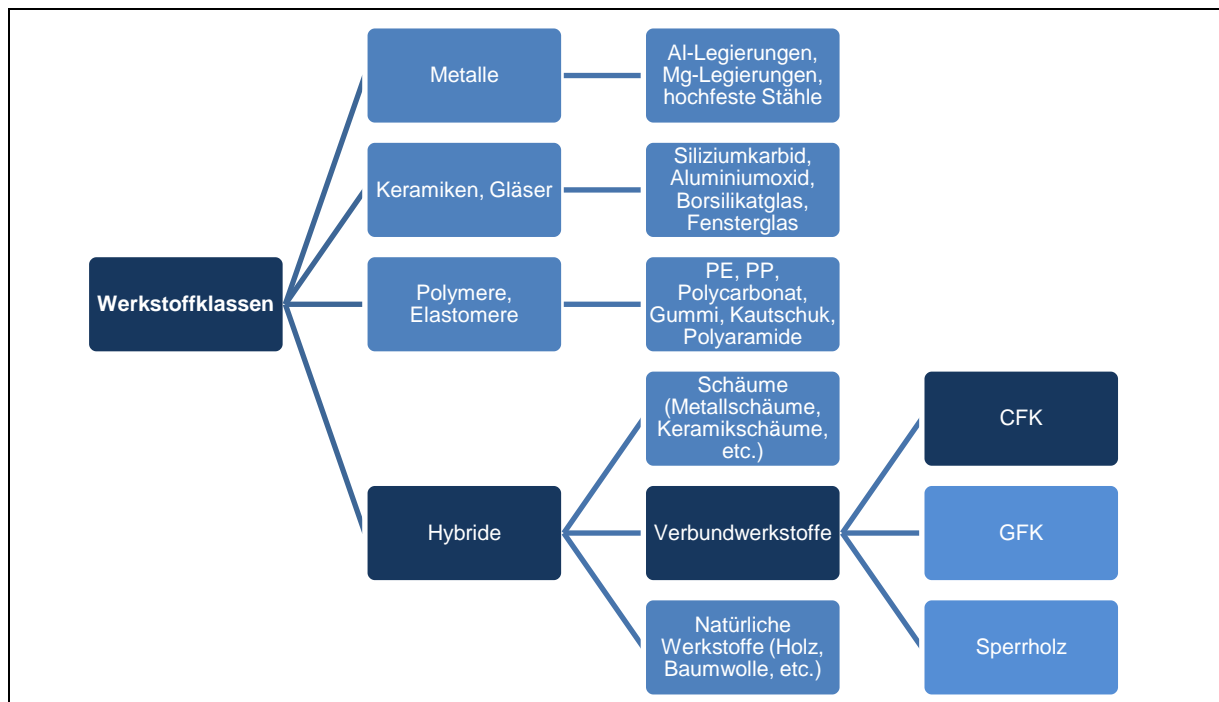 Metalle
Al-Legierungen,
Mg-Legierungen,
hochfeste Stähle
Keramiken, Gläser
Siliziumkarbid,
Aluminiumoxid,
Borsilikatglas,
Fensterglas
Werkstoffklassen
Polymere,
Elastomere
PE, PP,
Polycarbonat,
Gummi, Kautschuk,
Polyaramide
Schäume
(Metallschäume,
Keramikschäume,
etc.)
CFK
Hybride
Verbundwerkstoffe
GFK
Natürliche
Werkstoffe (Holz,
Baumwolle, etc.)
Sperrholz